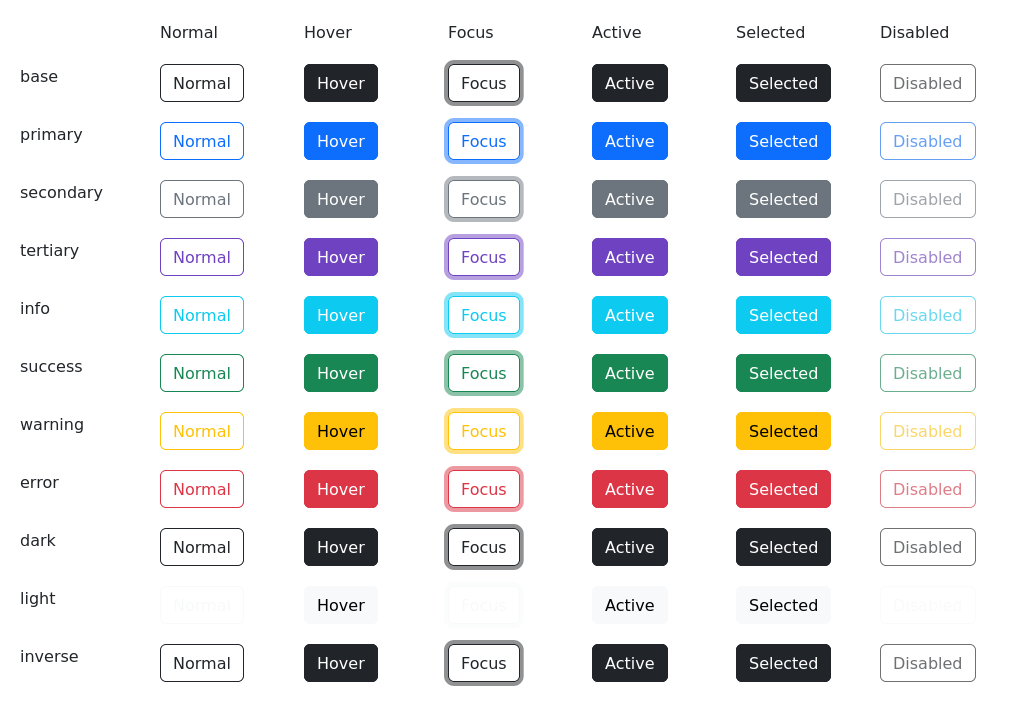 Normal Hover Focus Active Selected Disabled
base Normal Hover Focus Active Selected Disabled
primary Normal Hover Focus Active Selected Disabled
secondary Normal Hover Focus Active Selected Disabled
tertiary Normal Hover Focus Active Selected Disabled
info Normal Hover Focus Active Selected Disabled
success Normal Hover Focus Active Selected Disabled
warning Normal Hover Focus Active Selected Disabled
error Normal Hover Focus Active Selected Disabled
dark Normal Hover Focus Active Selected Disabled
light Normal Hover Focus Active Selected Disabled
inverse Normal Hover Focus Active Selected Disabled